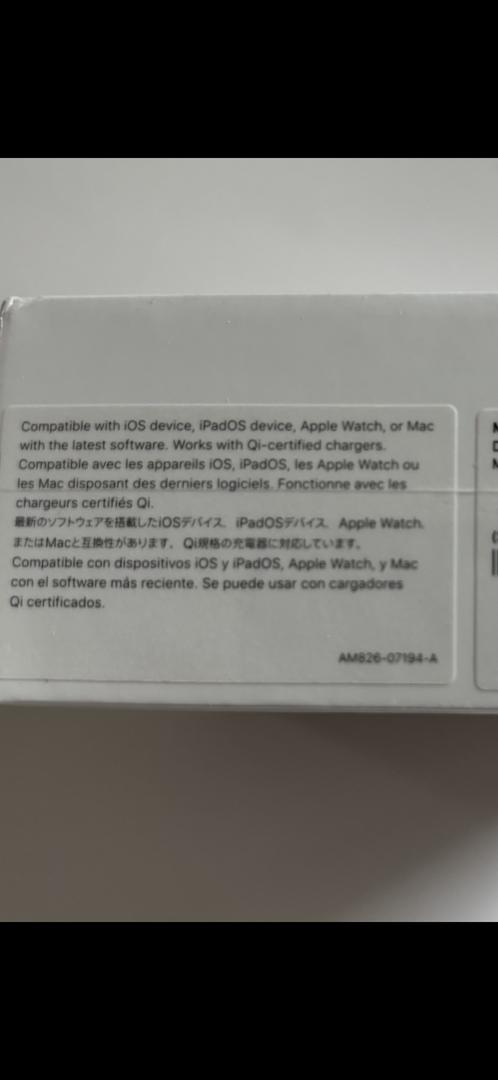 Compatible with iOS device, iPadOS device, Apple Watch, or Mac
with the latest software. Works with Qi-certified chargers.
Compatible avec les appareils iOS, iPadOS, les Apple Watch ou
les Mac disposant des derniers logiciels. Fonctionne avec les
chargeurs certifiés Qi.
最新のソフトウェアを搭載したiOSデバイス、iPadOSデバイス、Apple Watch、
またはMacと互換性があります。Qi規格の充電器に対応しています。
Compatible con dispositivos iOS y iPadOS, Apple Watch, y Mac
con el software más reciente. Se puede usar con cargadores
Qi certificados.
AM826-07194-A